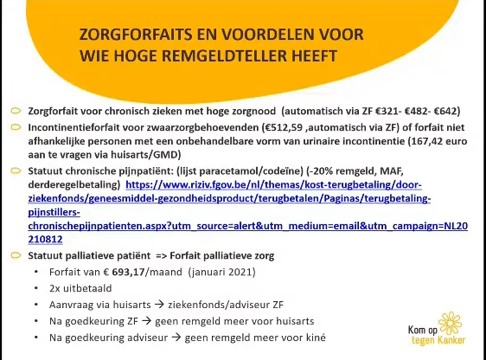 ZORGFORFAITS EN VOORDELEN VOOR
WIE HOGE REMGELDTELLER HEEFT
Zorgforfait voor chronisch zieken met hoge zorgnood (automatisch via ZF €321- €482- €642)
Incontinentieforfait voor zwaarzorgbehoevenden (€512,59 ,automatisch via ZF) of forfait niet
afhankelijke personen met een onbehandelbare vorm van urinaire incontinentie (167,42 euro
aan te vragen via huisarts/GMD)
Statuut chronische pijnpatiënt: (lijst paracetamol/codeïne) (-20% remgeld, MAF,
derderegelbetaling) https://www.riziv.fgov.be/nl/themas/kost-terugbetaling/door-
ziekenfonds/geneesmiddel-gezondheidsproduct/terugbetalen/Paginas/terugbetaling-
pijnstillers-
chronischepijnpatienten.aspx?utm_source=alert&utm_medium=email&utm_campaign=NL20
210812
Statuut palliatieve patiënt => Forfait palliatieve zorg
• Forfait van € 693,17/maand (januari 2021)
• 2x uitbetaald
• Aanvraag via huisarts → ziekenfonds/adviseur ZF
• Na goedkeuring ZF → geen remgeld meer voor huisarts
• Na goedkeuring adviseur → geen remgeld meer voor kiné
Kom op
tegen Kanker